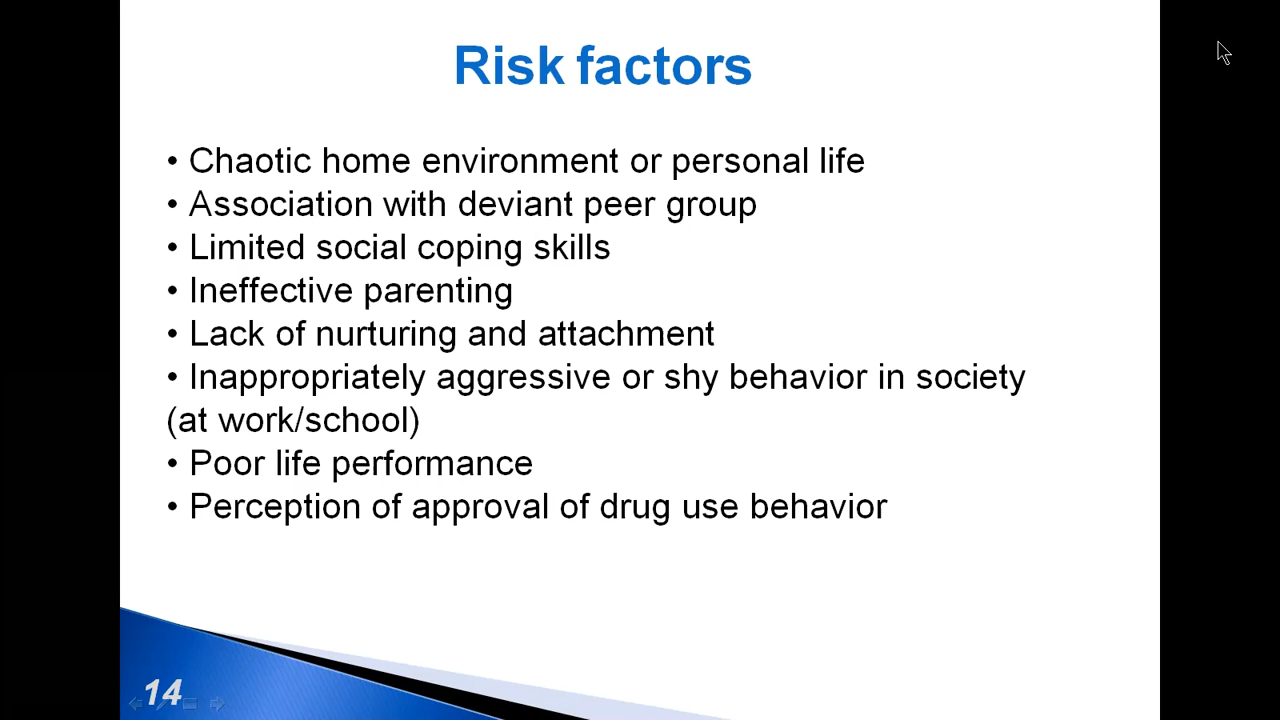 Risk factors
• Chaotic home environment or personal life
• Association with deviant peer group
• Limited social coping skills
• Ineffective parenting
• Lack of nurturing and attachment
• Inappropriately aggressive or shy behavior in society
(at work/school)
• Poor life performance
• Perception of approval of drug use behavior
14